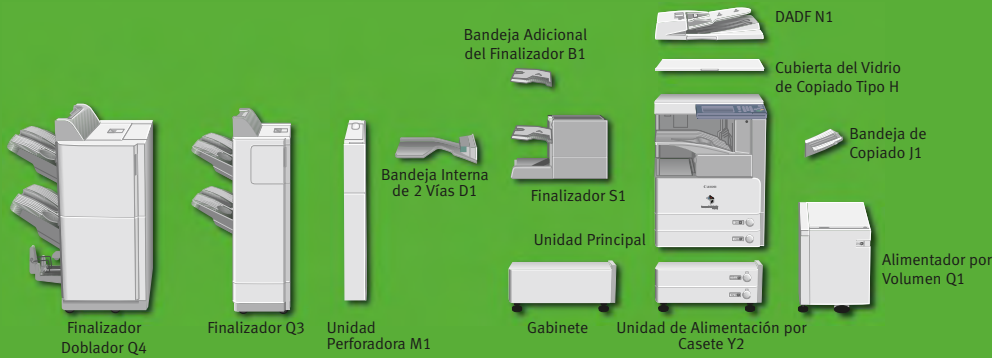 DADF N1
Bandeja Adicional
del Finalizador B1
Cubierta del Vidrio
de Copiado Tipo H
Bandeja de
Copiado J1
Bandeja Interna
de 2 Vías D1
Finalizador S1
Canon
Unidad Principal
Alimentador por
Volumen Q1
Finalizador
Doblador Q4
Finalizador Q3
Unidad
Perforadora M1
Gabinete
Unidad de Alimentación por
Casete Y2